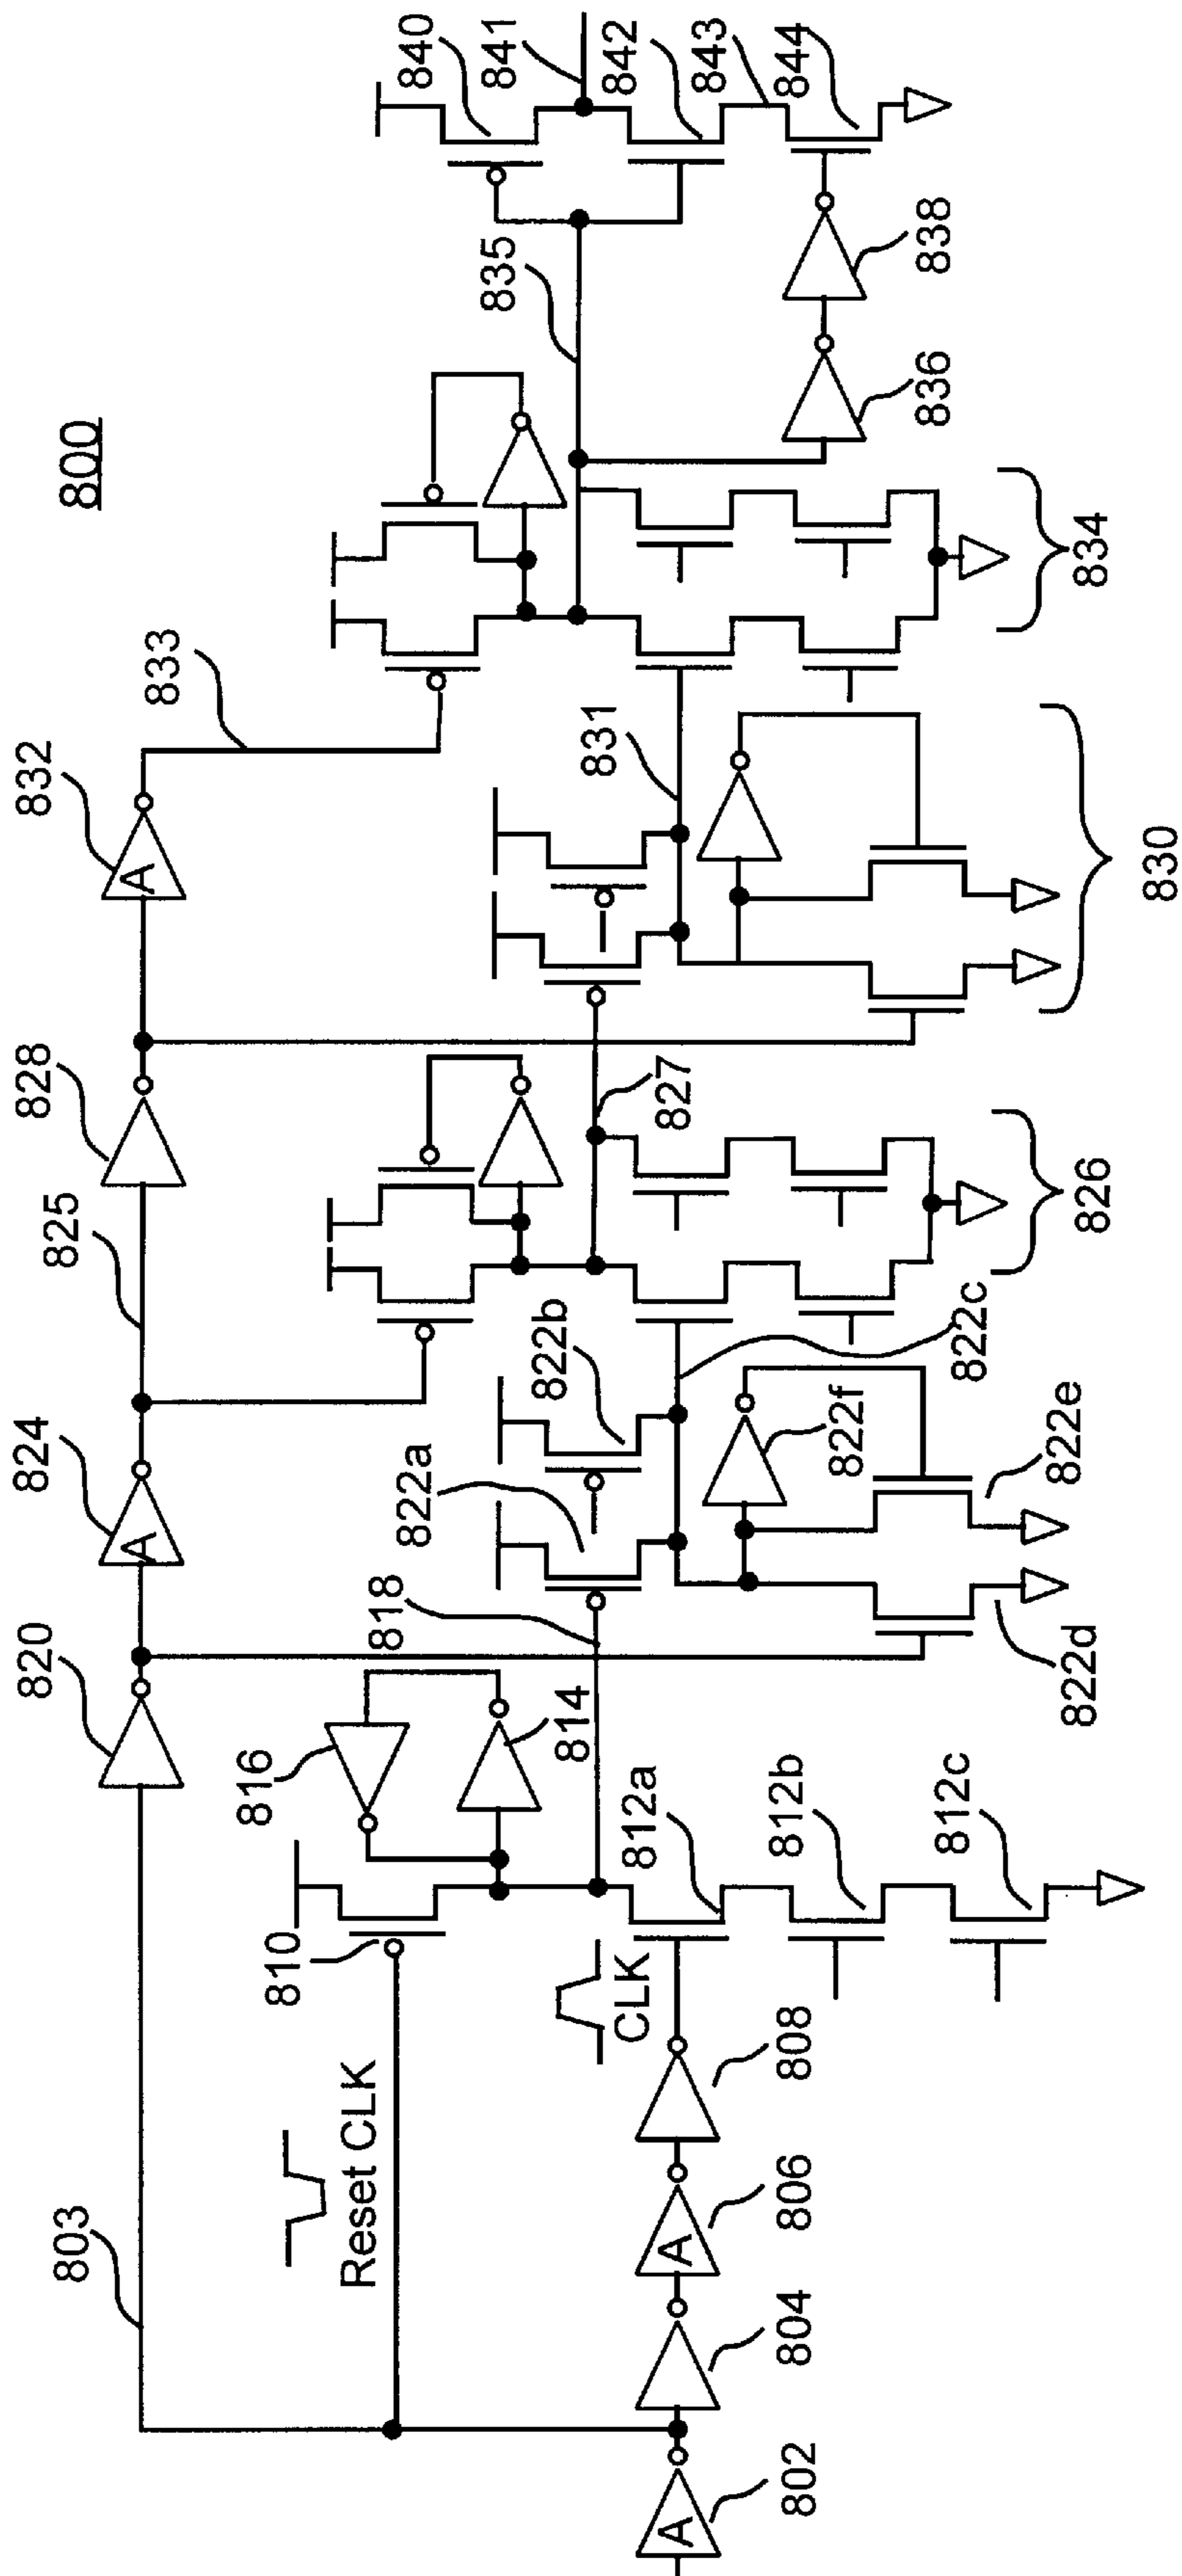 800
802
A
804
806
A
808
803
Reset CLK
CLK
810
812a
812b
812c
814
816
818
820
822a
822b
822c
822d
822e
822f
824
A
825
826
827
828
830
831
832
A
833
834
835
836
838
840
841
842
843
844